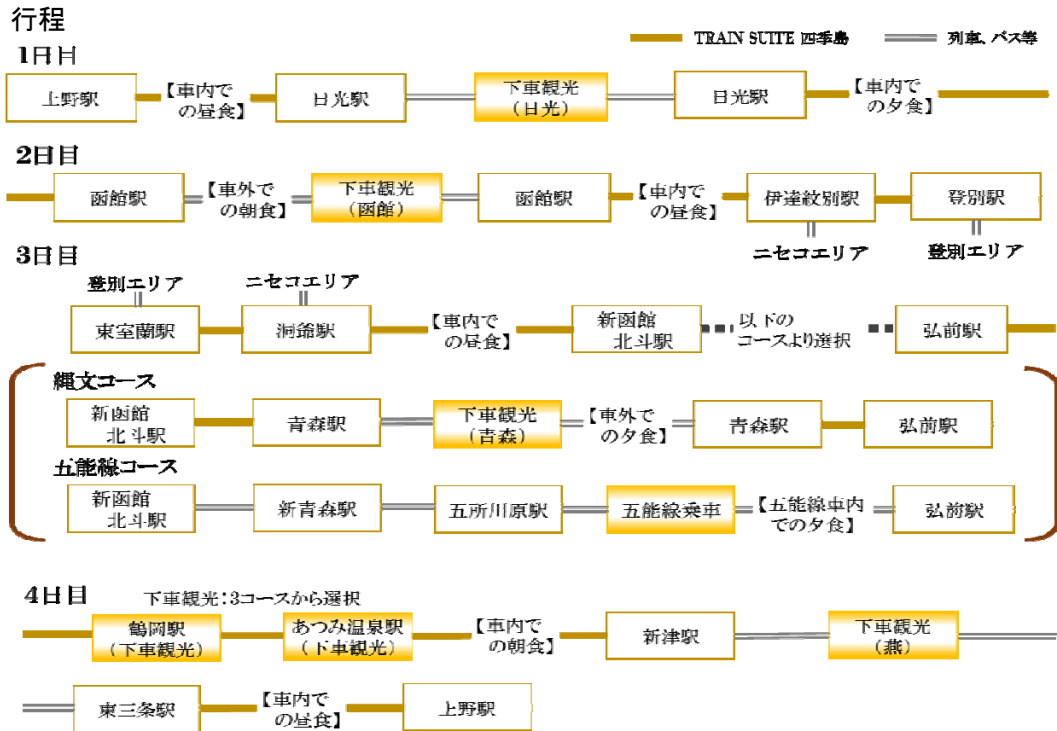 行程
1日目
TRAIN SUITE 四季島
列車、バス等
上野駅
【車内で
の昼食】
日光駅
下車観光
(日光)
日光駅
【車内で
の夕食】
2日目
函館駅
【車外で
の朝食】
下車観光
(函館)
函館駅
【車内で
の昼食】
伊達紋別駅
登別駅
ニセコエリア
登別エリア
3日目
登別エリア
ニセコエリア
東室蘭駅
洞爺駅
【車内で
の昼食】
新函館
北斗駅
以下の
コースより選択
弘前駅
縄文コース
新函館
北斗駅
青森駅
下車観光
(青森)
【車外で
の夕食】
青森駅
弘前駅
五能線コース
新函館
北斗駅
新青森駅
五所川原駅
五能線乗車
【五能線車内
での夕食】
弘前駅
4日目
下車観光:3コースから選択
鶴岡駅
(下車観光)
あつみ温泉駅
(下車観光)
【車内で
の朝食】
新津駅
下車観光
(燕)
東三条駅
【車内で
の昼食】
上野駅